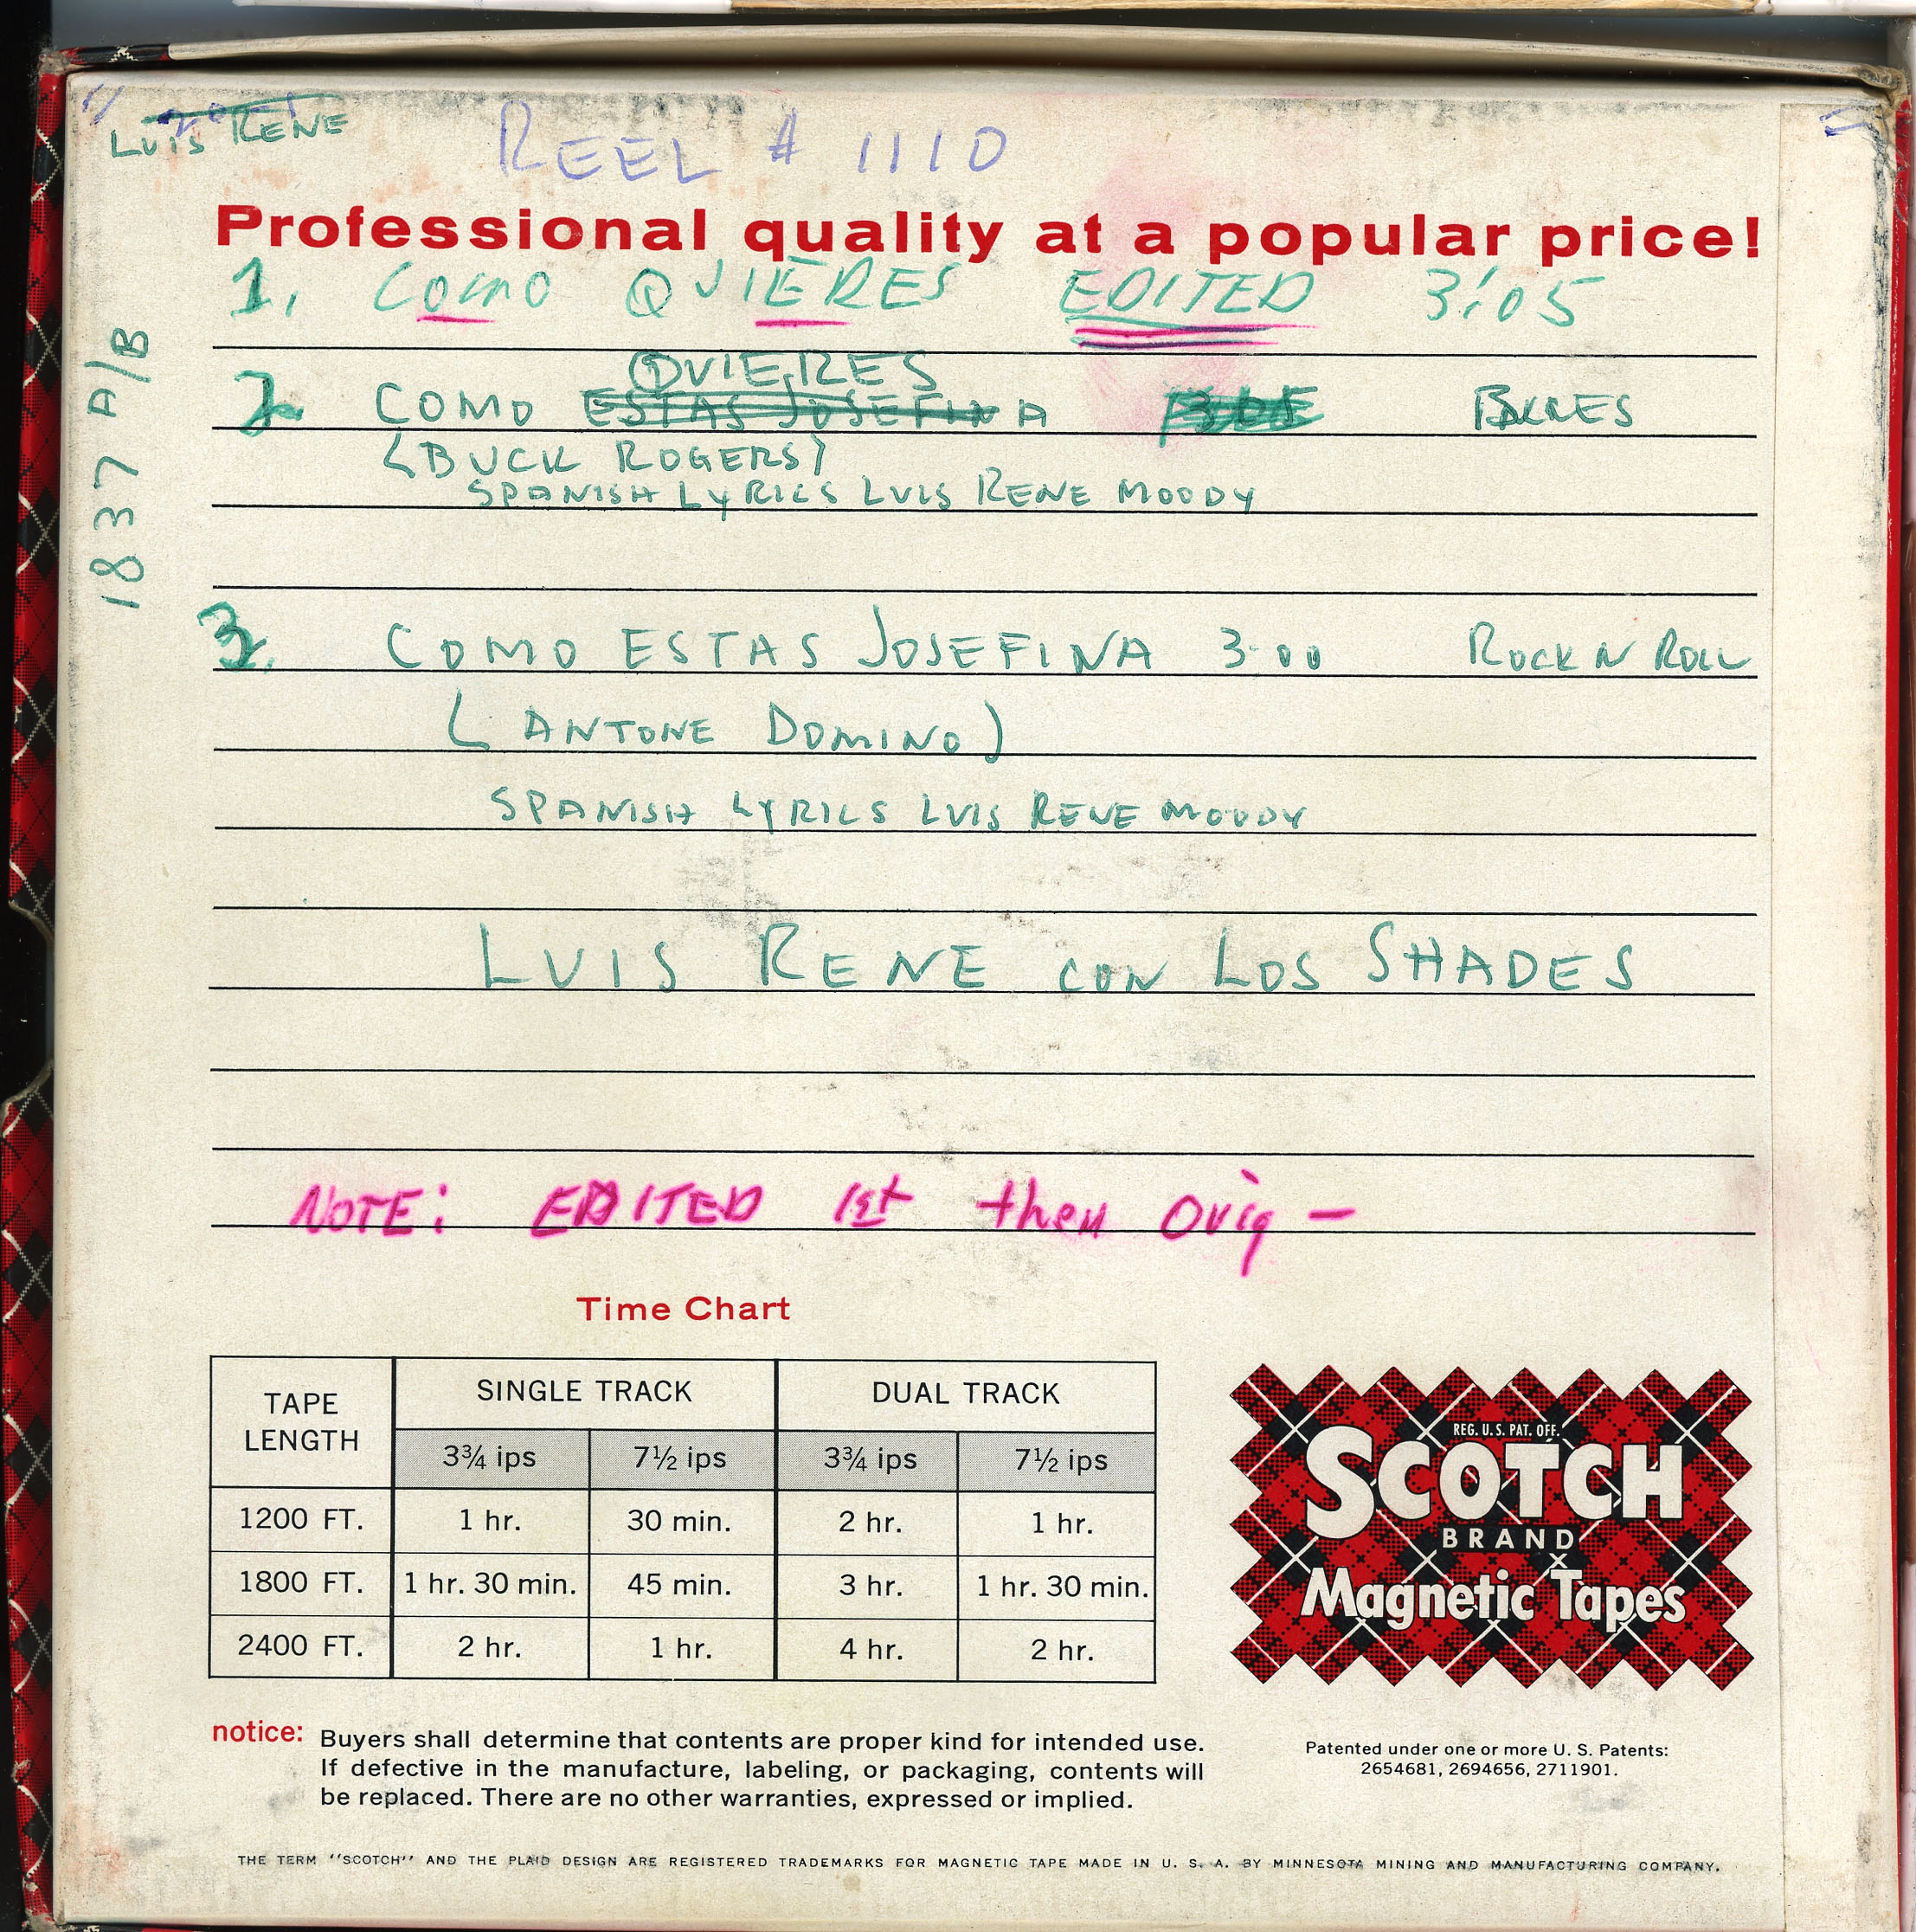 LUIS RENE
REEL # 1110
Professional quality at a popular price!
1. COMO QUIERES EDITED 3:05
1837 A/B
QUIERES
2 COMO ESTAS JOSEFINA
(BUCK ROGERS)
SPANISH LYRICS LUIS RENE MOODY
3. COMO ESTAS JOSEFINA 3:00 ROCK N ROLL
(ANTONE DOMINO)
SPANISH LYRICS LUIS RENE MOODY
LUIS RENE CON LOS SHADES
NOTE: EDITED 1st then Orig -
Time Chart
TAPE LENGTH SINGLE TRACK DUAL TRACK
3¾ ips 7½ ips 3¾ ips 7½ ips
1200 FT. 1 hr. 30 min. 2 hr. 1 hr.
1800 FT. 1 hr. 30 min. 45 min. 3 hr. 1 hr. 30 min.
2400 FT. 2 hr. 1 hr. 4 hr. 2 hr.
REG. U.S. PAT. OFF.
SCOTCH
BRAND
Magnetic Tapes
notice: Buyers shall determine that contents are proper kind for intended use.
If defective in the manufacture, labeling, or packaging, contents will
be replaced. There are no other warranties, expressed or implied.
Patented under one or more U. S. Patents:
2654681, 2694656, 2711901.
THE TERM "SCOTCH" AND THE PLAID DESIGN ARE REGISTERED TRADEMARKS FOR MAGNETIC TAPE MADE IN U. S. A. BY MINNESOTA MINING AND MANUFACTURING COMPANY.